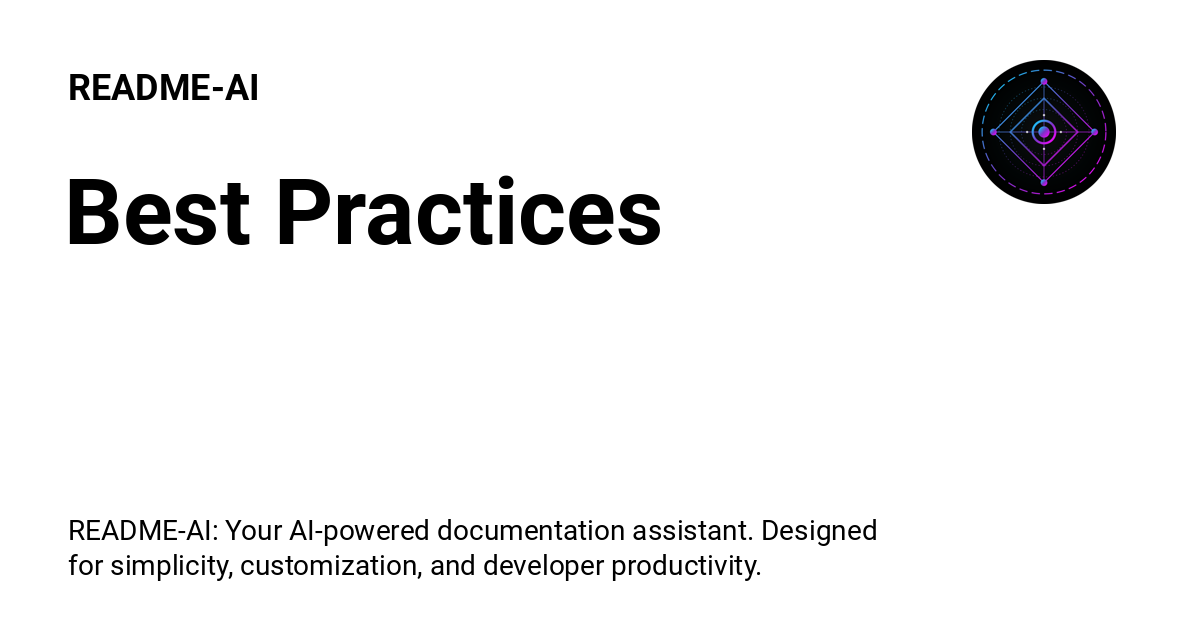 README-AI
Best Practices
README-AI: Your AI-powered documentation assistant. Designed
for simplicity, customization, and developer productivity.